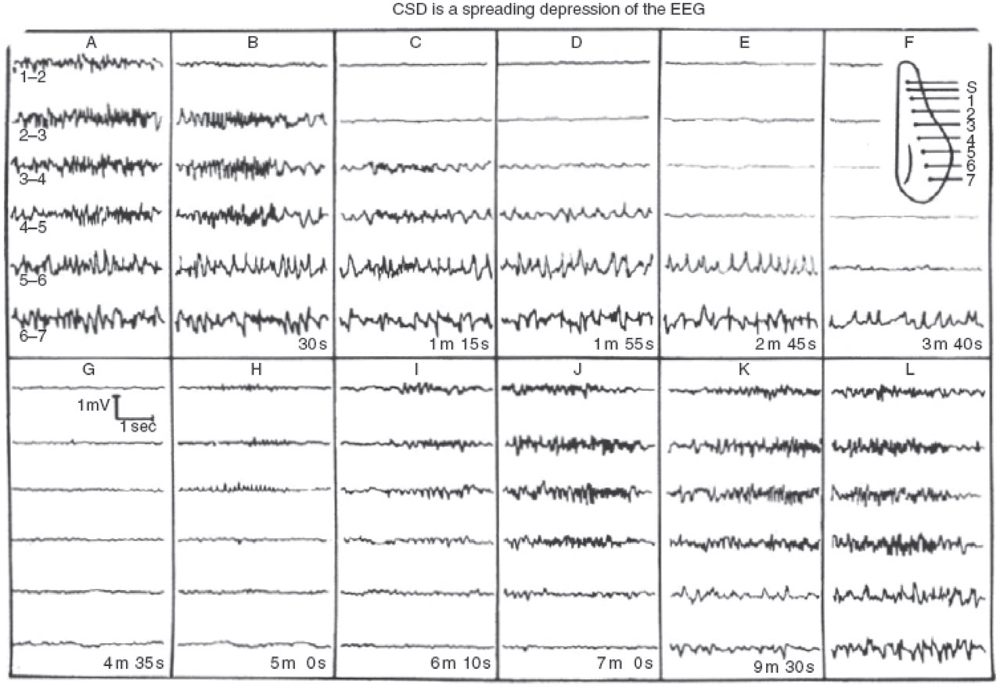 CSD is a spreading depression of the EEG
A B C D E F
1–2
2–3
3–4
4–5
5–6
6–7
S
1
2
3
4
5
6
7
30 s 1 m 15 s 1 m 55 s 2 m 45 s 3 m 40 s
G H I J K L
1 mV
1 sec
4 m 35 s 5 m 0 s 6 m 10 s 7 m 0 s 9 m 30 s